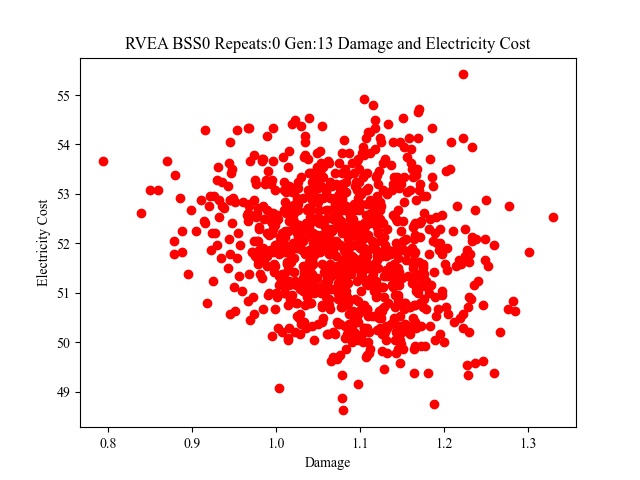 RVEA BSS0 Repeats:0 Gen:13 Damage and Electricity Cost
55
54
53
52
51
50
49
Electricity Cost
0.8 0.9 1.0 1.1 1.2 1.3
Damage